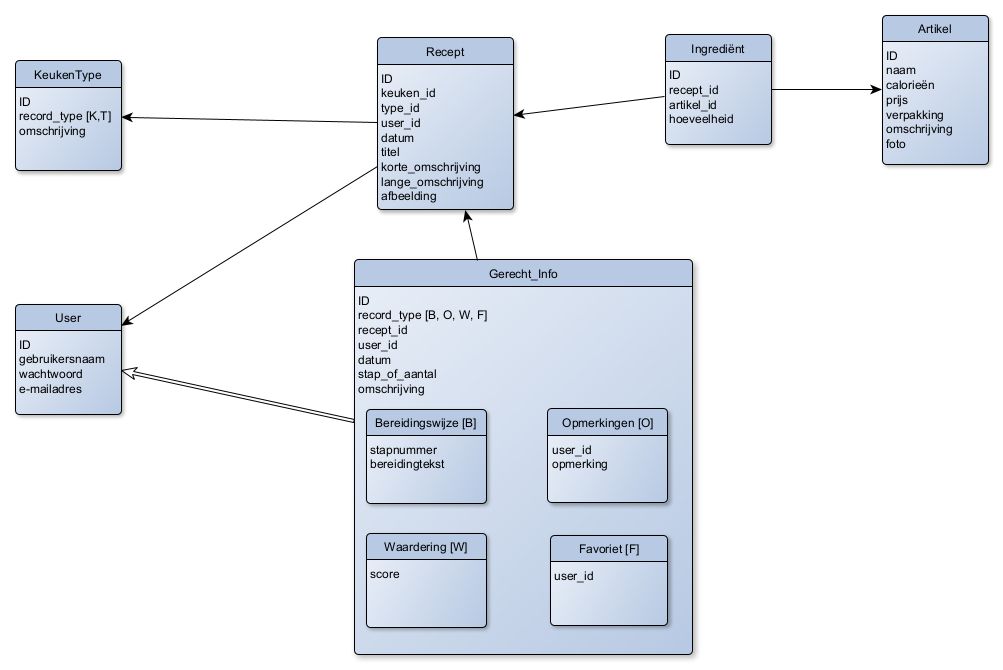 KeukenType
ID
record_type [K,T]
omschrijving
Recept
ID
keuken_id
type_id
user_id
datum
titel
korte_omschrijving
lange_omschrijving
afbeelding
Ingrediënt
ID
recept_id
artikel_id
hoeveelheid
Artikel
ID
naam
calorieën
prijs
verpakking
omschrijving
foto
User
ID
gebruikersnaam
wachtwoord
e-mailadres
Gerecht_Info
ID
record_type [B, O, W, F]
recept_id
user_id
datum
stap_of_aantal
omschrijving
Bereidingswijze [B]
stapnummer
bereidingtekst
Opmerkingen [O]
user_id
opmerking
Waardering [W]
score
Favoriet [F]
user_id